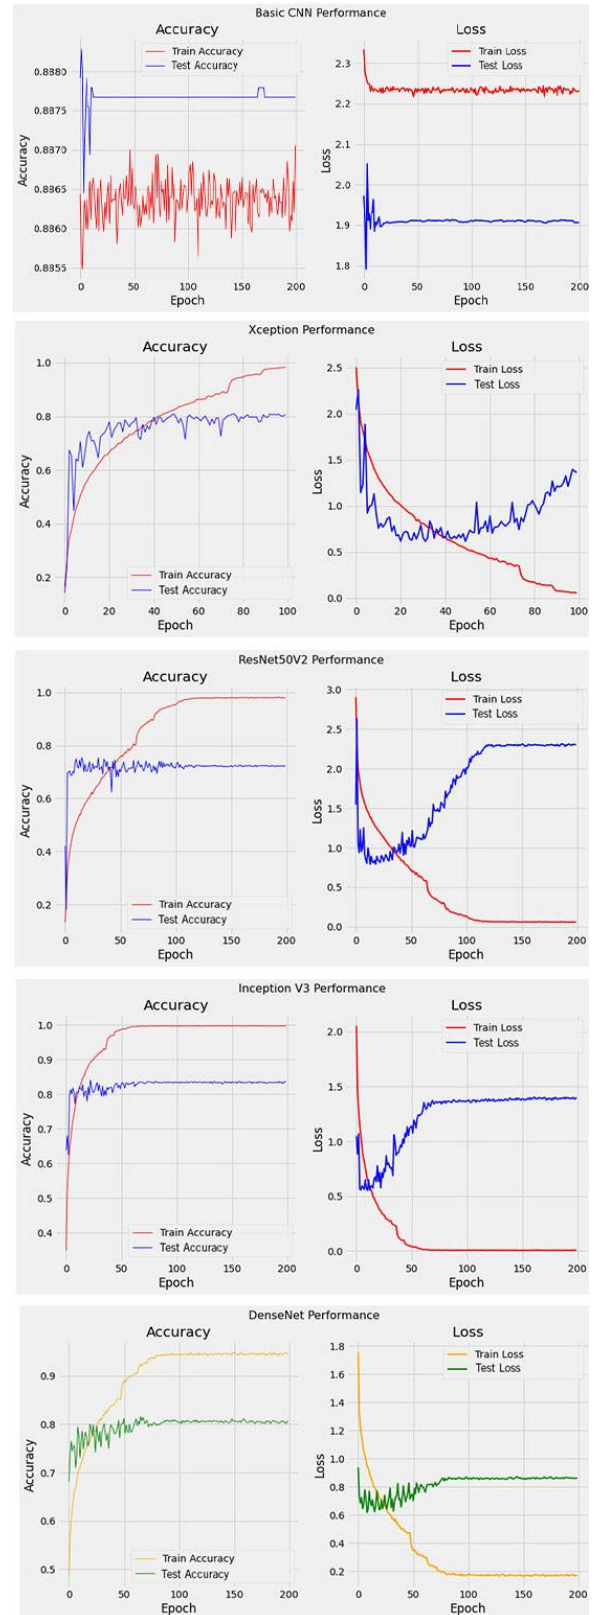 Basic CNN Performance
Accuracy
Loss
Train Accuracy
Test Accuracy
Train Loss
Test Loss
0.8380
0.8375
0.8370
0.8365
0.8360
0.8355
Accuracy
0 50 100 150 200
Epoch
2.3
2.2
2.1
2.0
1.9
1.8
Loss
0 50 100 150 200
Epoch
Xception Performance
Accuracy
Loss
Train Loss
Test Loss
1.0
0.8
0.6
0.4
0.2
Accuracy
Train Accuracy
Test Accuracy
0 20 40 60 80 100
Epoch
2.5
2.0
1.5
1.0
0.5
0.0
Loss
0 20 40 60 80 100
Epoch
ResNet50V2 Performance
Accuracy
Loss
Train Loss
Test Loss
1.0
0.8
0.6
0.4
0.2
Accuracy
Train Accuracy
Test Accuracy
0 50 100 150 200
Epoch
3.0
2.5
2.0
1.5
1.0
0.5
0.0
Loss
0 50 100 150 200
Epoch
Inception V3 Performance
Accuracy
Loss
Train Loss
Test Loss
1.0
0.9
0.8
0.7
0.6
0.5
0.4
Accuracy
Train Accuracy
Test Accuracy
0 50 100 150 200
Epoch
2.0
1.5
1.0
0.5
0.0
Loss
0 50 100 150 200
Epoch
DenseNet Performance
Accuracy
Loss
Train Loss
Test Loss
0.9
0.8
0.7
0.6
0.5
Accuracy
Train Accuracy
Test Accuracy
0 50 100 150 200
Epoch
1.8
1.6
1.4
1.2
1.0
0.8
0.6
0.4
0.2
Loss
0 50 100 150 200
Epoch